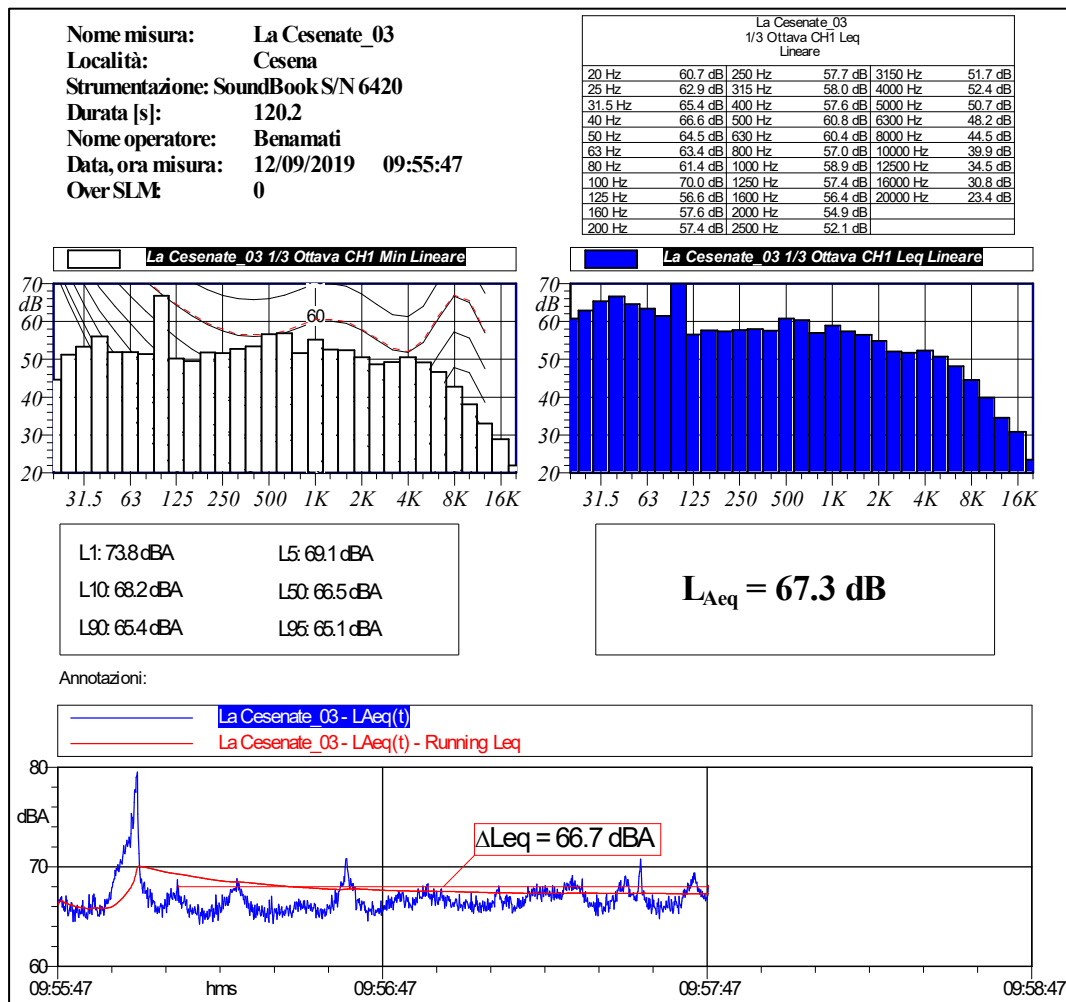 Nome misura: La Cesenate_03
Località: Cesena
Strumentazione: SoundBook S/N 6420
Durata [s]: 120.2
Nome operatore: Benamati
Data, ora misura: 12/09/2019 09:55:47
Over SLM: 0
La Cesenate_03
1/3 Ottava CH1 Leq
Lineare
20 Hz 60.7 dB 250 Hz 57.7 dB 3150 Hz 51.7 dB
25 Hz 62.9 dB 315 Hz 58.0 dB 4000 Hz 52.4 dB
31.5 Hz 65.4 dB 400 Hz 57.6 dB 5000 Hz 50.7 dB
40 Hz 66.6 dB 500 Hz 60.8 dB 6300 Hz 48.2 dB
50 Hz 64.5 dB 630 Hz 60.4 dB 8000 Hz 44.5 dB
63 Hz 63.4 dB 800 Hz 57.0 dB 10000 Hz 39.9 dB
80 Hz 61.4 dB 1000 Hz 58.9 dB 12500 Hz 34.5 dB
100 Hz 70.0 dB 1250 Hz 57.4 dB 16000 Hz 30.8 dB
125 Hz 56.6 dB 1600 Hz 56.4 dB 20000 Hz 23.4 dB
160 Hz 57.6 dB 2000 Hz 54.9 dB
200 Hz 57.4 dB 2500 Hz 52.1 dB
La Cesenate_03 1/3 Ottava CH1 Min Lineare
70
dB
60
60
50
40
30
20
31.5 63 125 250 500 1K 2K 4K 8K 16K
La Cesenate_03 1/3 Ottava CH1 Leq Lineare
70
dB
60
50
40
30
20
31.5 63 125 250 500 1K 2K 4K 8K 16K
L1: 73.8 dBA L5: 69.1 dBA
L10: 68.2 dBA L50: 66.5 dBA
L90: 65.4 dBA L95: 65.1 dBA
LAeq = 67.3 dB
Annotazioni:
La Cesenate_03 - LAeq(t)
La Cesenate_03 - LAeq(t) - Running Leq
80
dBA
ΔLeq = 66.7 dBA
70
60
09:55:47 hms 09:56:47 09:57:47 09:58:47